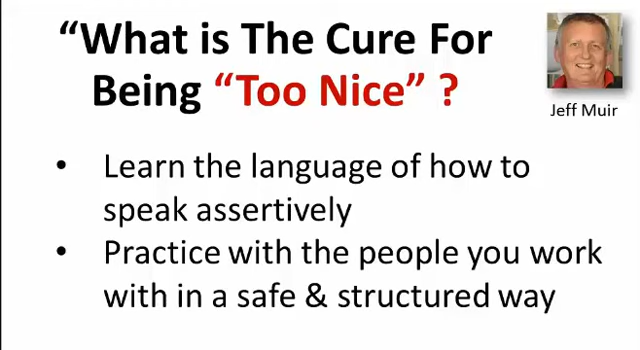 “What is The Cure For
Being “Too Nice” ?
Jeff Muir
• Learn the language of how to
speak assertively
• Practice with the people you work
with in a safe & structured way